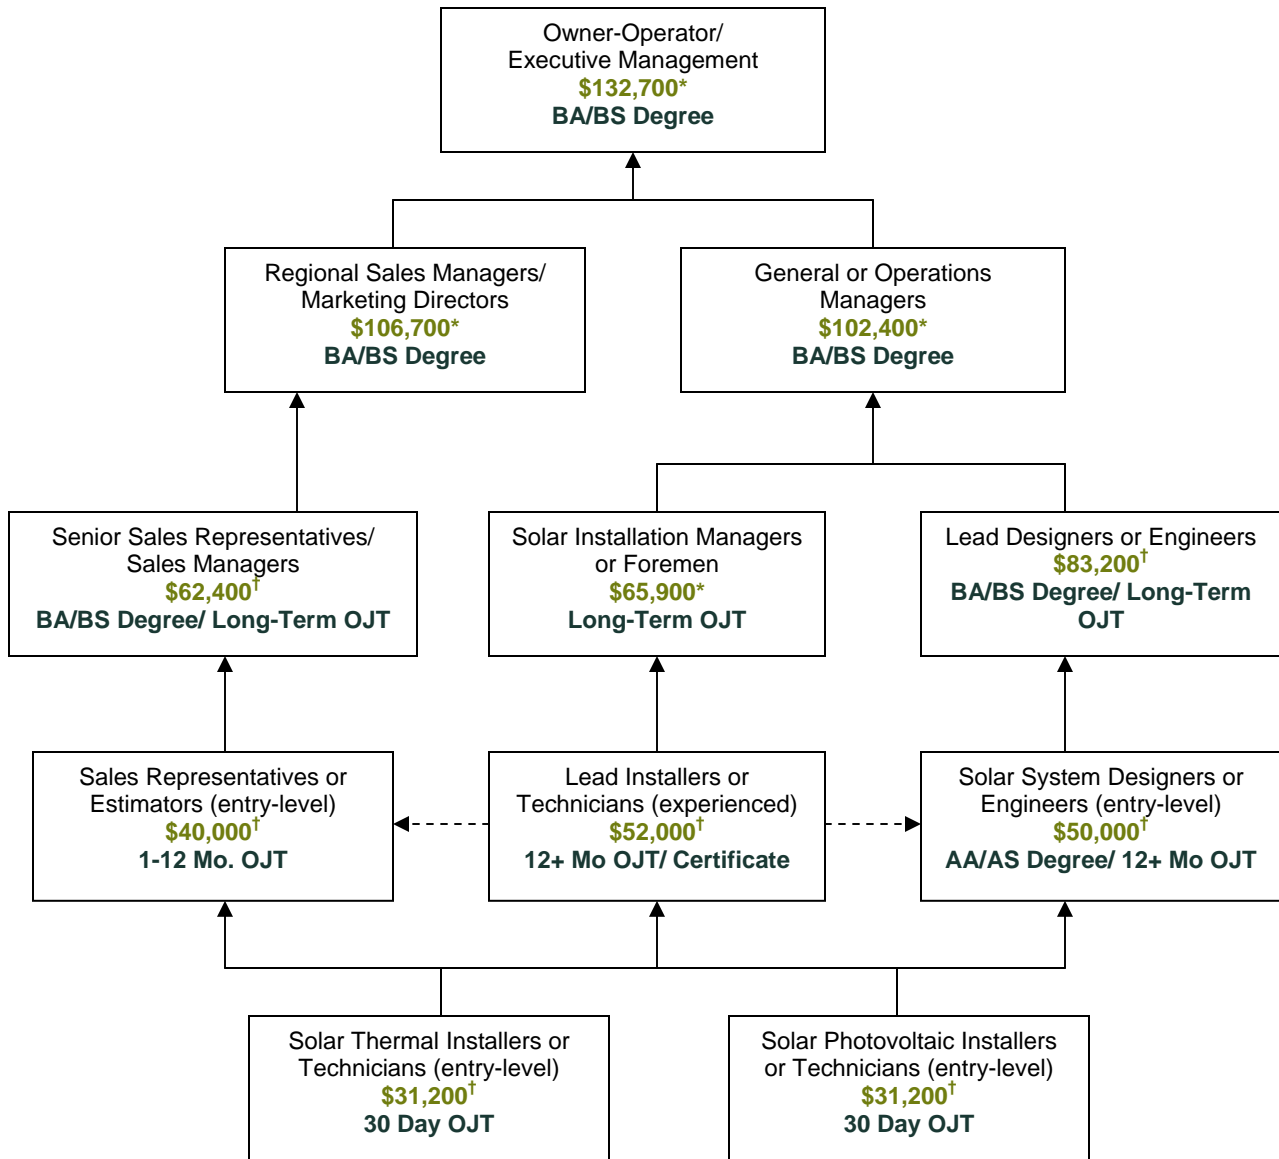 Owner-Operator/
Executive Management
$132,700*
BA/BS Degree
Regional Sales Managers/
Marketing Directors
$106,700*
BA/BS Degree
General or Operations
Managers
$102,400*
BA/BS Degree
Senior Sales Representatives/
Sales Managers
$62,400†
BA/BS Degree/ Long-Term OJT
Solar Installation Managers
or Foremen
$65,900*
Long-Term OJT
Lead Designers or Engineers
$83,200†
BA/BS Degree/ Long-Term
OJT
Sales Representatives or
Estimators (entry-level)
$40,000†
1-12 Mo. OJT
Lead Installers or
Technicians (experienced)
$52,000†
12+ Mo OJT/ Certificate
Solar System Designers or
Engineers (entry-level)
$50,000†
AA/AS Degree/ 12+ Mo OJT
Solar Thermal Installers or
Technicians (entry-level)
$31,200†
30 Day OJT
Solar Photovoltaic Installers
or Technicians (entry-level)
$31,200†
30 Day OJT